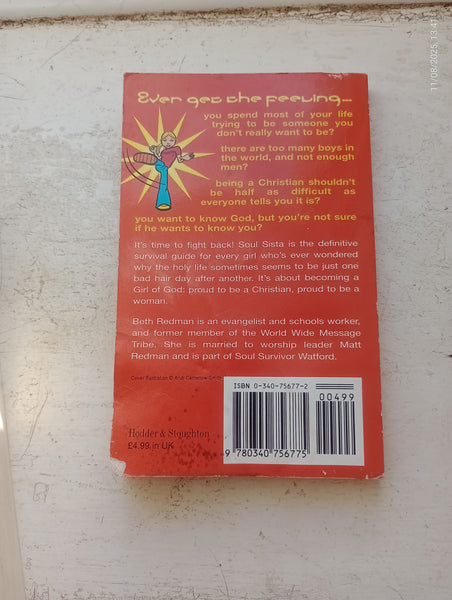 Ever get the feeling...
you spend most of your life
trying to be someone you
don't really want to be?
there are too many boys in
the world, and not enough
men?
being a Christian shouldn't
be half as difficult as
everyone tells you it is?
you want to know God, but you're not sure
if he wants to know you?
It's time to fight back! Soul Sista is the definitive
survival guide for every girl who's ever wondered
why the holy life sometimes seems to be just one
bad hair day after another. It's about becoming a
Girl of God: proud to be a Christian, proud to be a
woman.
Beth Redman is an evangelist and schools worker,
and former member of the World Wide Message
Tribe. She is married to worship leader Matt
Redman and is part of Soul Survivor Watford.
Cover illustration ©
ISBN 0-340-75677-2
00499
9 780340 756775
Hodder & Stoughton
£4.99 in UK
11/08/2025, 13:41